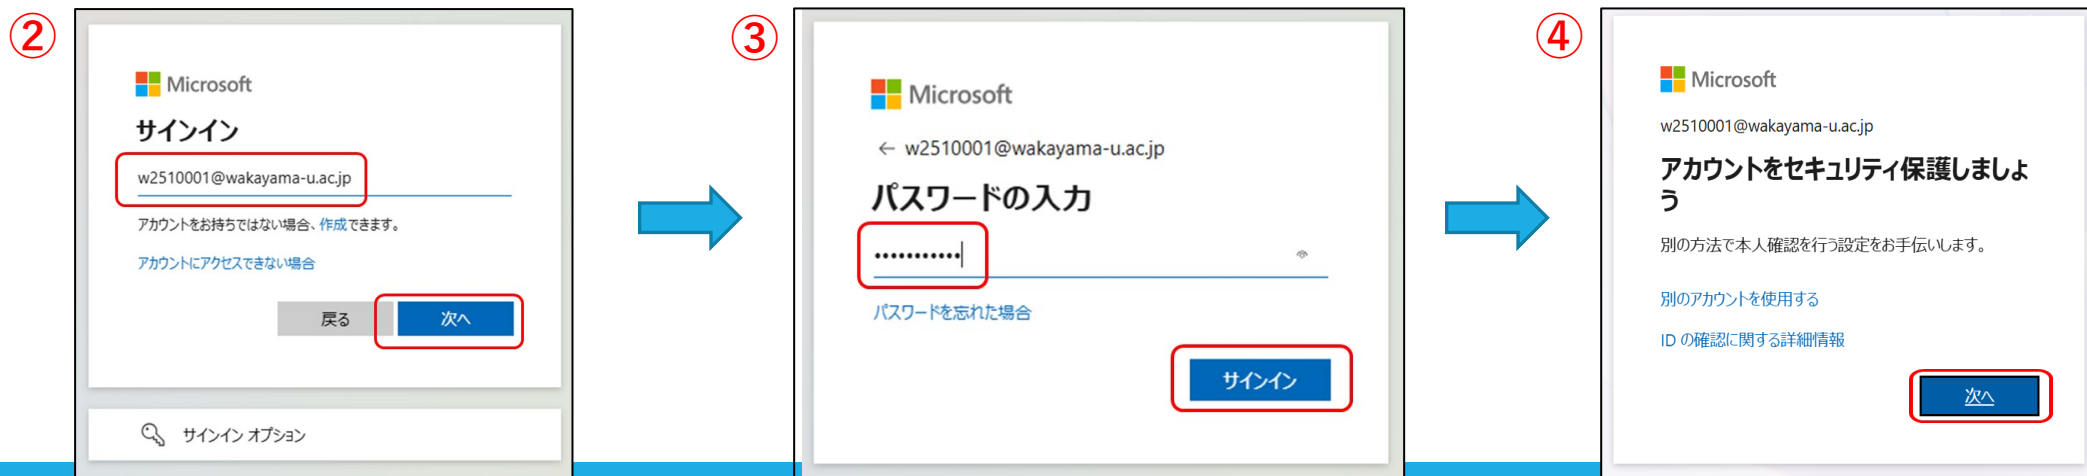 ②
Microsoft
サインイン
w2510001@wakayama-u.ac.jp
アカウントをお持ちではない場合、作成できます。
アカウントにアクセスできない場合
戻る
次へ
サインイン オプション
③
Microsoft
← w2510001@wakayama-u.ac.jp
パスワードの入力
•••••••••••
パスワードを忘れた場合
サインイン
④
Microsoft
w2510001@wakayama-u.ac.jp
アカウントをセキュリティ保護しましょ
う
別の方法で本人確認を行う設定をお手伝いします。
別のアカウントを使用する
ID の確認に関する詳細情報
次へ